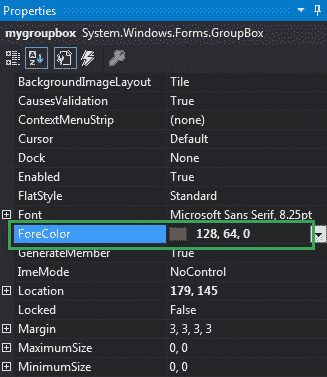 Properties
mygroupbox System.Windows.Forms.GroupBox
BackgroundImageLayout Tile
CausesValidation True
ContextMenuStrip (none)
Cursor Default
Dock None
Enabled True
FlatStyle Standard
Font Microsoft Sans Serif, 8.25pt
ForeColor 128, 64, 0
GenerateMember True
ImeMode NoControl
Location 179, 145
Locked False
Margin 3, 3, 3, 3
MaximumSize 0, 0
MinimumSize 0, 0